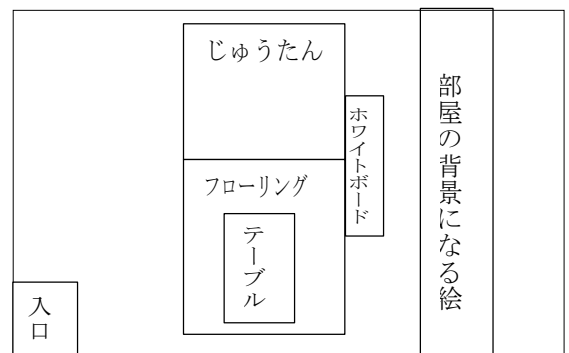 じゅうたん
ホワイトボード
フローリング
テーブル
部屋の背景になる絵
入口